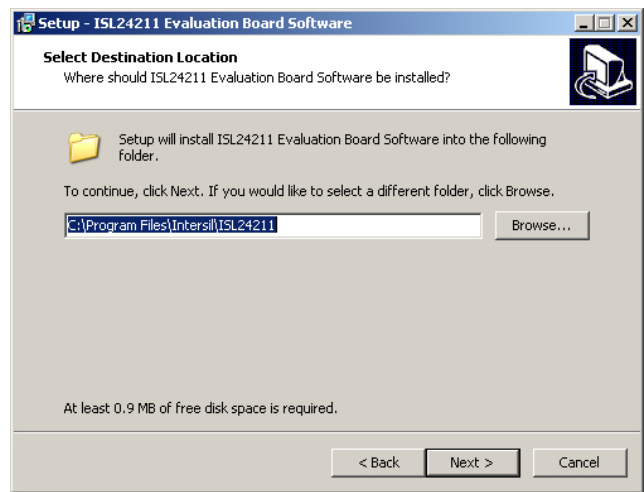 Setup - ISL24211 Evaluation Board Software
Select Destination Location
Where should ISL24211 Evaluation Board Software be installed?
Setup will install ISL24211 Evaluation Board Software into the following
folder.
To continue, click Next. If you would like to select a different folder, click Browse.
C:\Program Files\Intersil\ISL24211
Browse...
At least 0.9 MB of free disk space is required.
< Back
Next >
Cancel